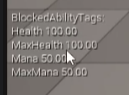 BlockedAbilityTags:
Health 100.00
MaxHealth 100.00
Mana 50.00
MaxMana 50.00